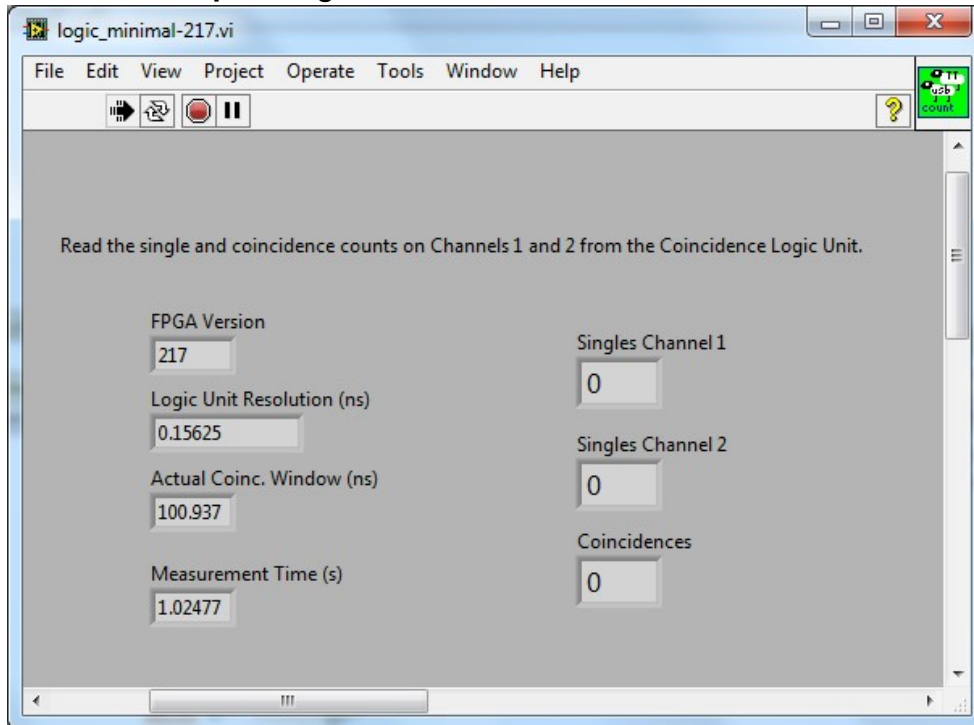 logic_minimal-217.vi
File Edit View Project Operate Tools Window Help
TT
usb
count
Read the single and coincidence counts on Channels 1 and 2 from the Coincidence Logic Unit.
FPGA Version
217
Logic Unit Resolution (ns)
0.15625
Actual Coinc. Window (ns)
100.937
Measurement Time (s)
1.02477
Singles Channel 1
0
Singles Channel 2
0
Coincidences
0